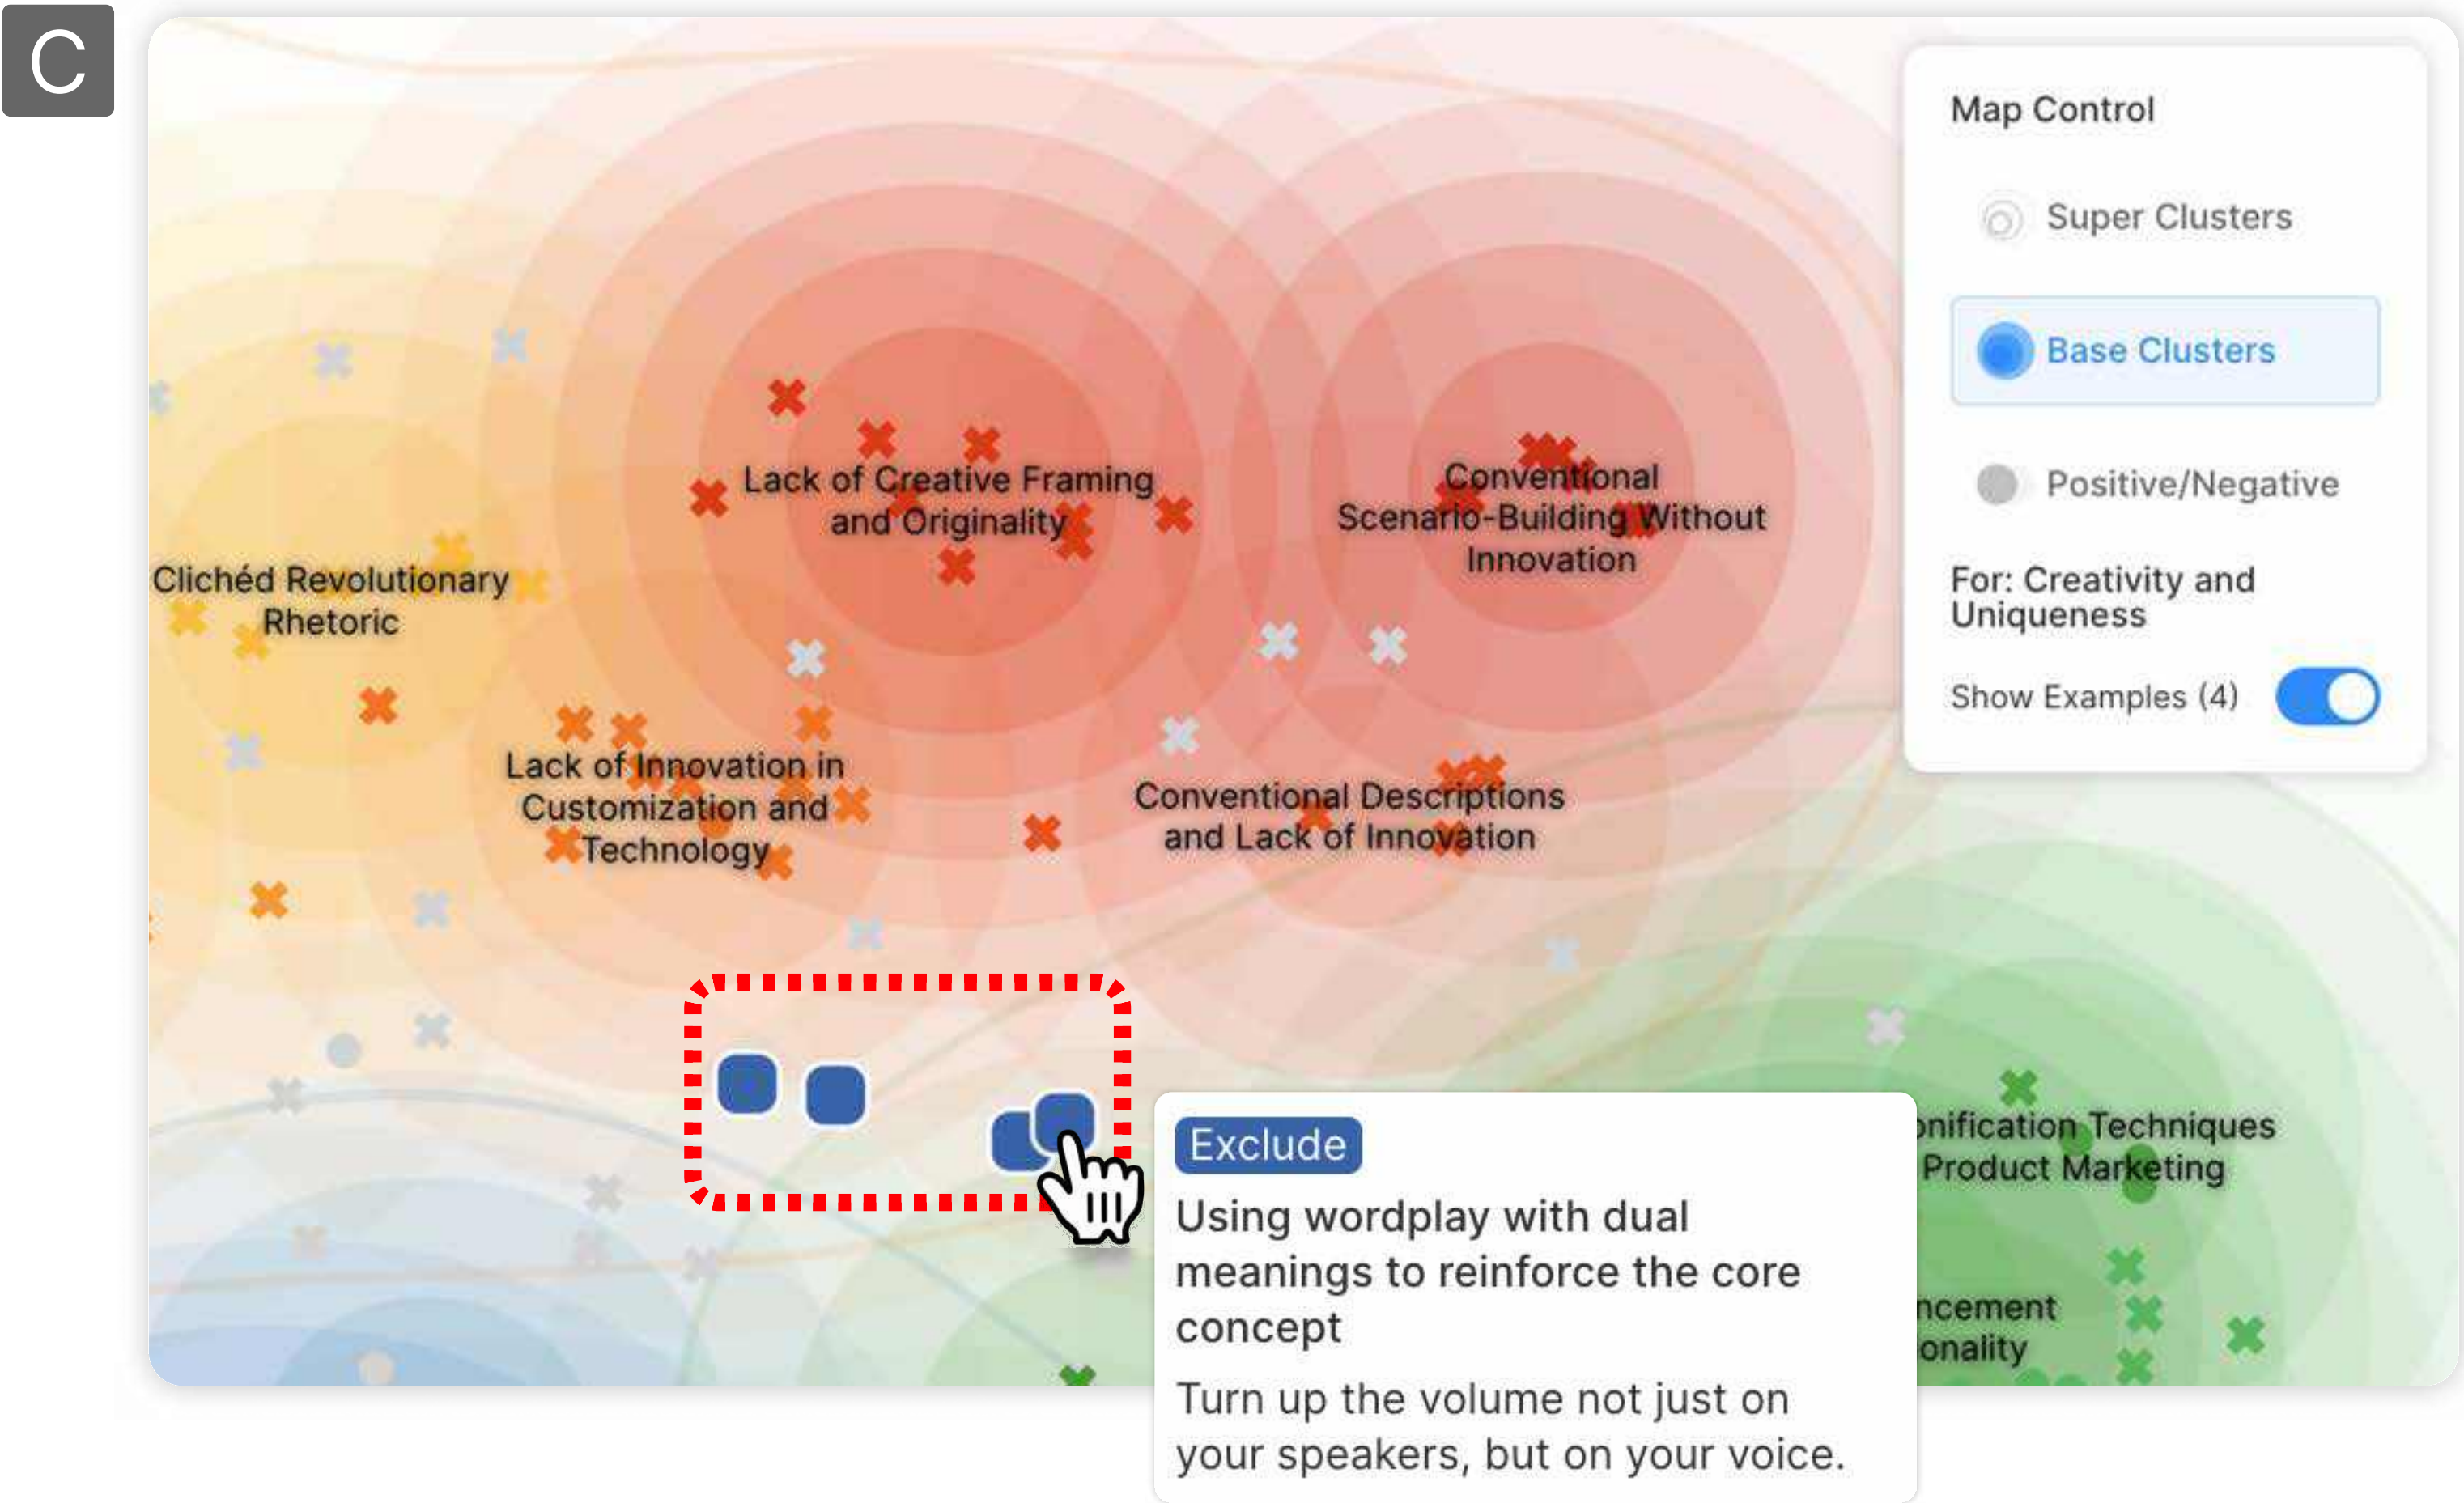 C
Map Control
Super Clusters
Base Clusters
Positive/Negative
For: Creativity and
Uniqueness
Show Examples (4)
Lack of Creative Framing
and Originality
Conventional
Scenario-Building Without
Innovation
Clichéd Revolutionary
Rhetoric
Lack of Innovation in
Customization and
Technology
Conventional Descriptions
and Lack of Innovation
onification Techniques
Product Marketing
ncement
onality
Exclude
Using wordplay with dual
meanings to reinforce the core
concept
Turn up the volume not just on
your speakers, but on your voice.